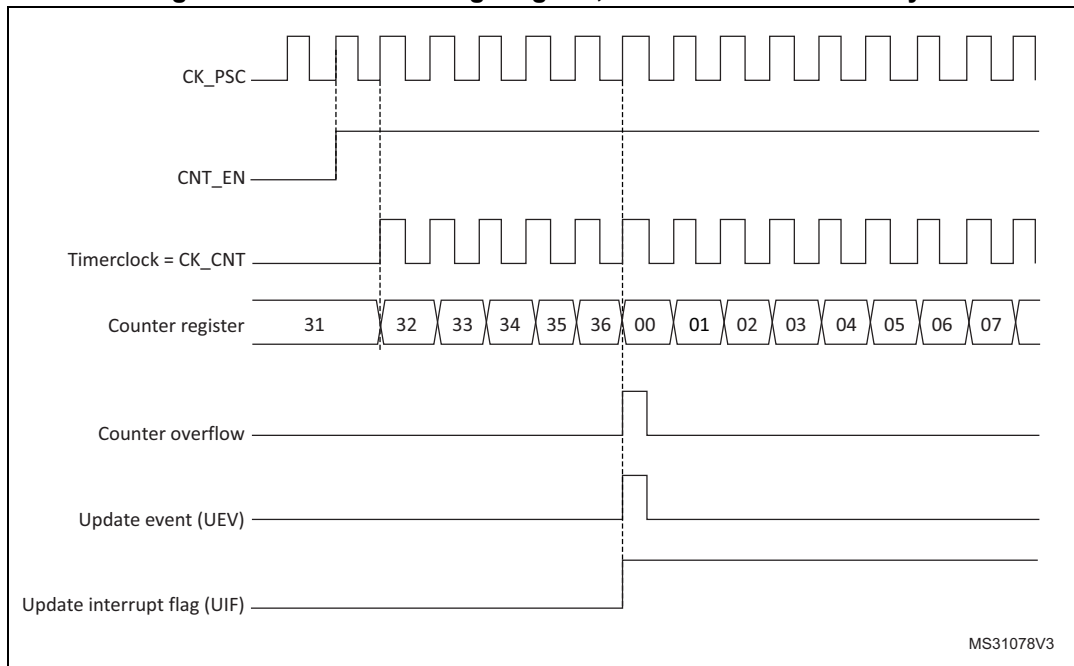 CK_PSC
CNT_EN
Timerclock = CK_CNT
Counter register 31 32 33 34 35 36 00 01 02 03 04 05 06 07
Counter overflow
Update event (UEV)
Update interrupt flag (UIF)
MS31078V3